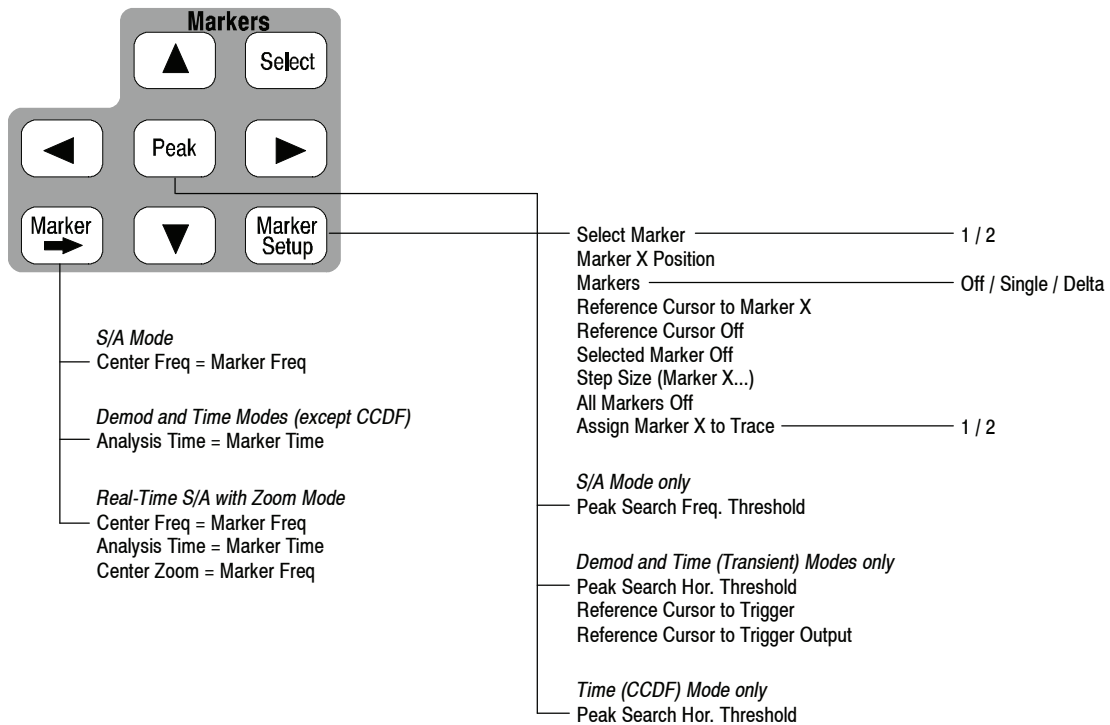 Markers
Select
Peak
Marker
Marker
Setup
S/A Mode
Center Freq = Marker Freq
Demod and Time Modes (except CCDF)
Analysis Time = Marker Time
Real-Time S/A with Zoom Mode
Center Freq = Marker Freq
Analysis Time = Marker Time
Center Zoom = Marker Freq
Select Marker 1 / 2
Marker X Position
Markers Off / Single / Delta
Reference Cursor to Marker X
Reference Cursor Off
Selected Marker Off
Step Size (Marker X...)
All Markers Off
Assign Marker X to Trace 1 / 2
S/A Mode only
Peak Search Freq. Threshold
Demod and Time (Transient) Modes only
Peak Search Hor. Threshold
Reference Cursor to Trigger
Reference Cursor to Trigger Output
Time (CCDF) Mode only
Peak Search Hor. Threshold